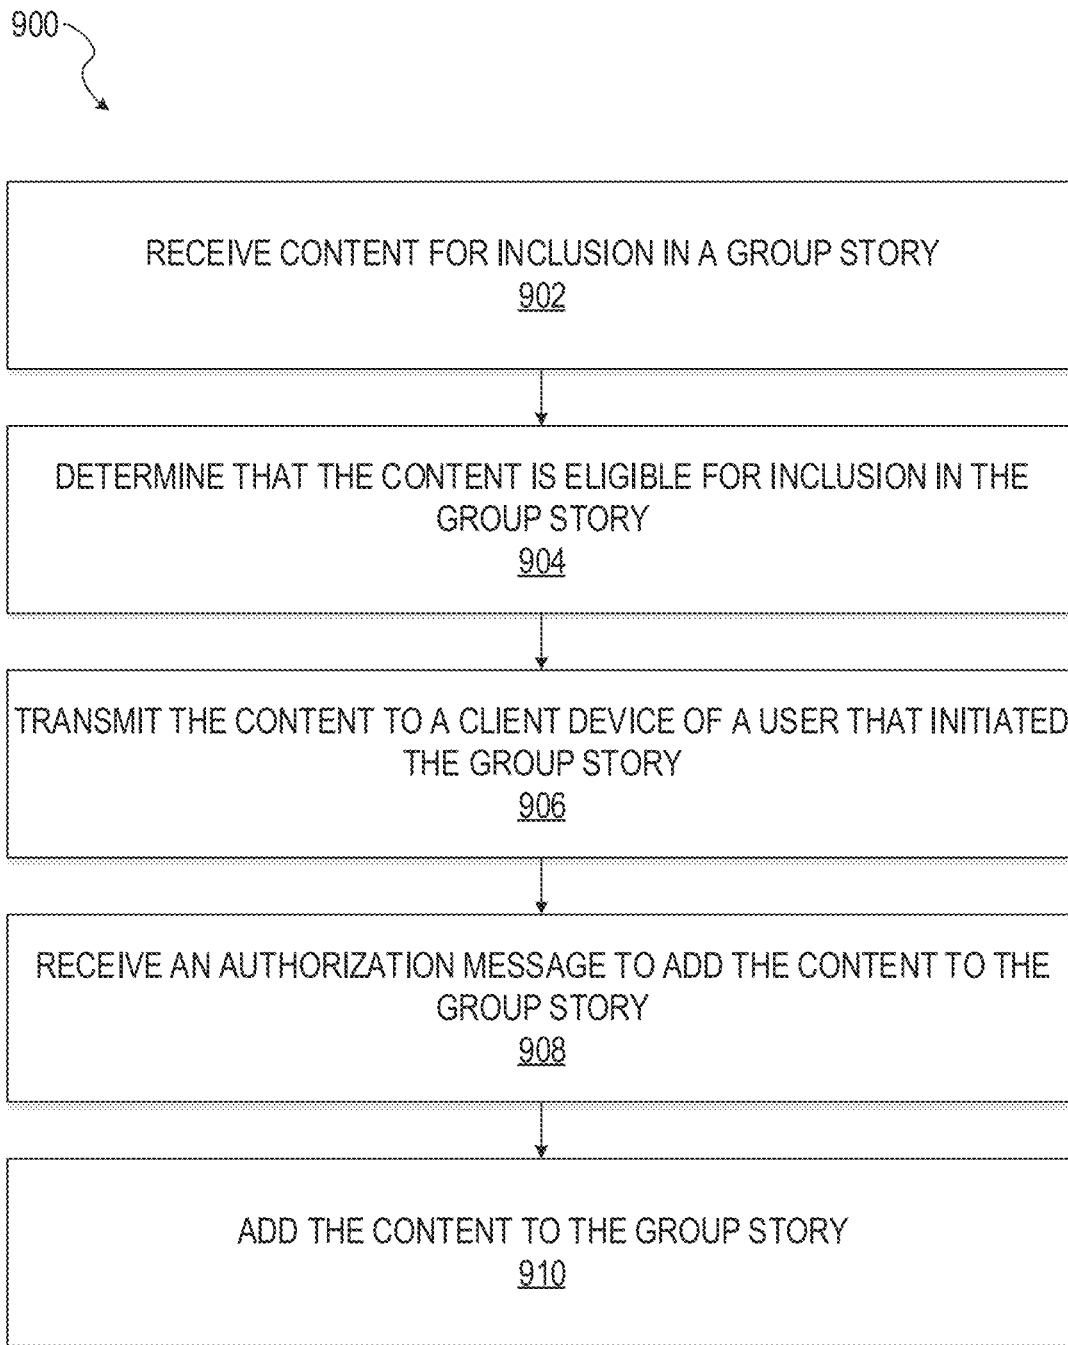 900
RECEIVE CONTENT FOR INCLUSION IN A GROUP STORY
902
DETERMINE THAT THE CONTENT IS ELIGIBLE FOR INCLUSION IN THE
GROUP STORY
904
TRANSMIT THE CONTENT TO A CLIENT DEVICE OF A USER THAT INITIATED
THE GROUP STORY
906
RECEIVE AN AUTHORIZATION MESSAGE TO ADD THE CONTENT TO THE
GROUP STORY
908
ADD THE CONTENT TO THE GROUP STORY
910